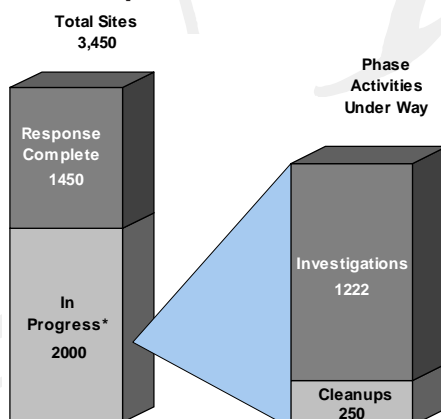 Total Sites
3,450
Response
Complete
1450
In
Progress*
2000
Phase
Activities
Under Way
Investigations
1222
Cleanups
250